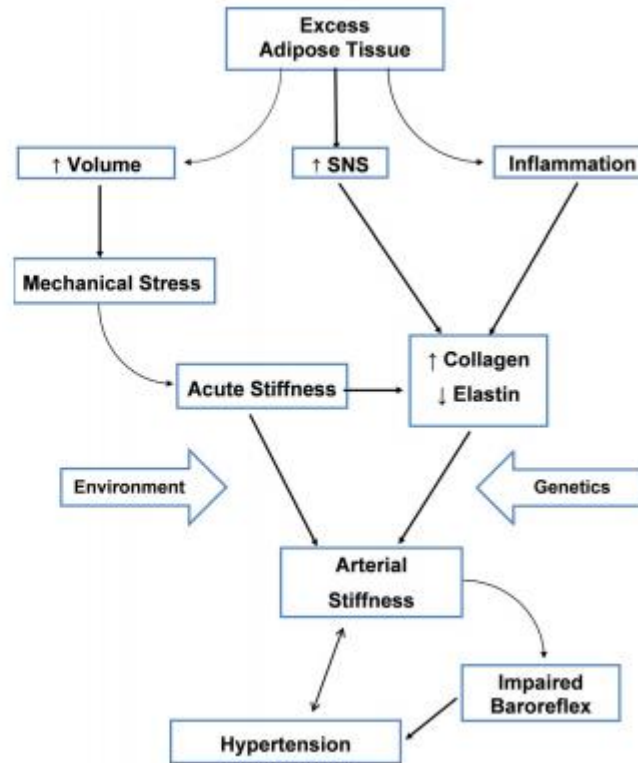 Excess
Adipose Tissue
↑ Volume
↑ SNS
Inflammation
Mechanical Stress
↑ Collagen
↓ Elastin
Acute Stiffness
Environment
Genetics
Arterial
Stiffness
Impaired
Baroreflex
Hypertension